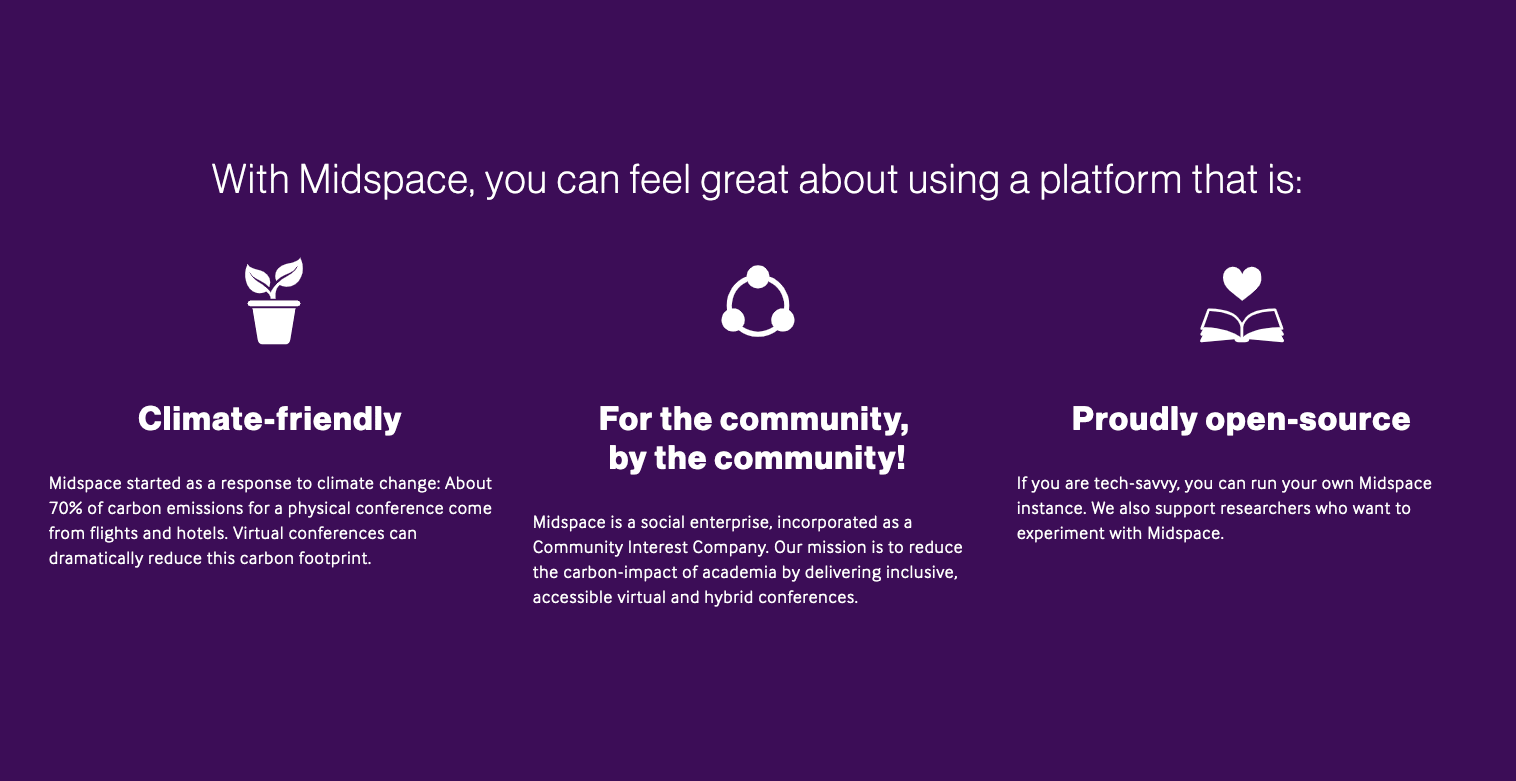 With Midspace, you can feel great about using a platform that is:
Climate-friendly
Midspace started as a response to climate change: About
70% of carbon emissions for a physical conference come
from flights and hotels. Virtual conferences can
dramatically reduce this carbon footprint.
For the community,
by the community!
Midspace is a social enterprise, incorporated as a
Community Interest Company. Our mission is to reduce
the carbon-impact of academia by delivering inclusive,
accessible virtual and hybrid conferences.
Proudly open-source
If you are tech-savvy, you can run your own Midspace
instance. We also support researchers who want to
experiment with Midspace.